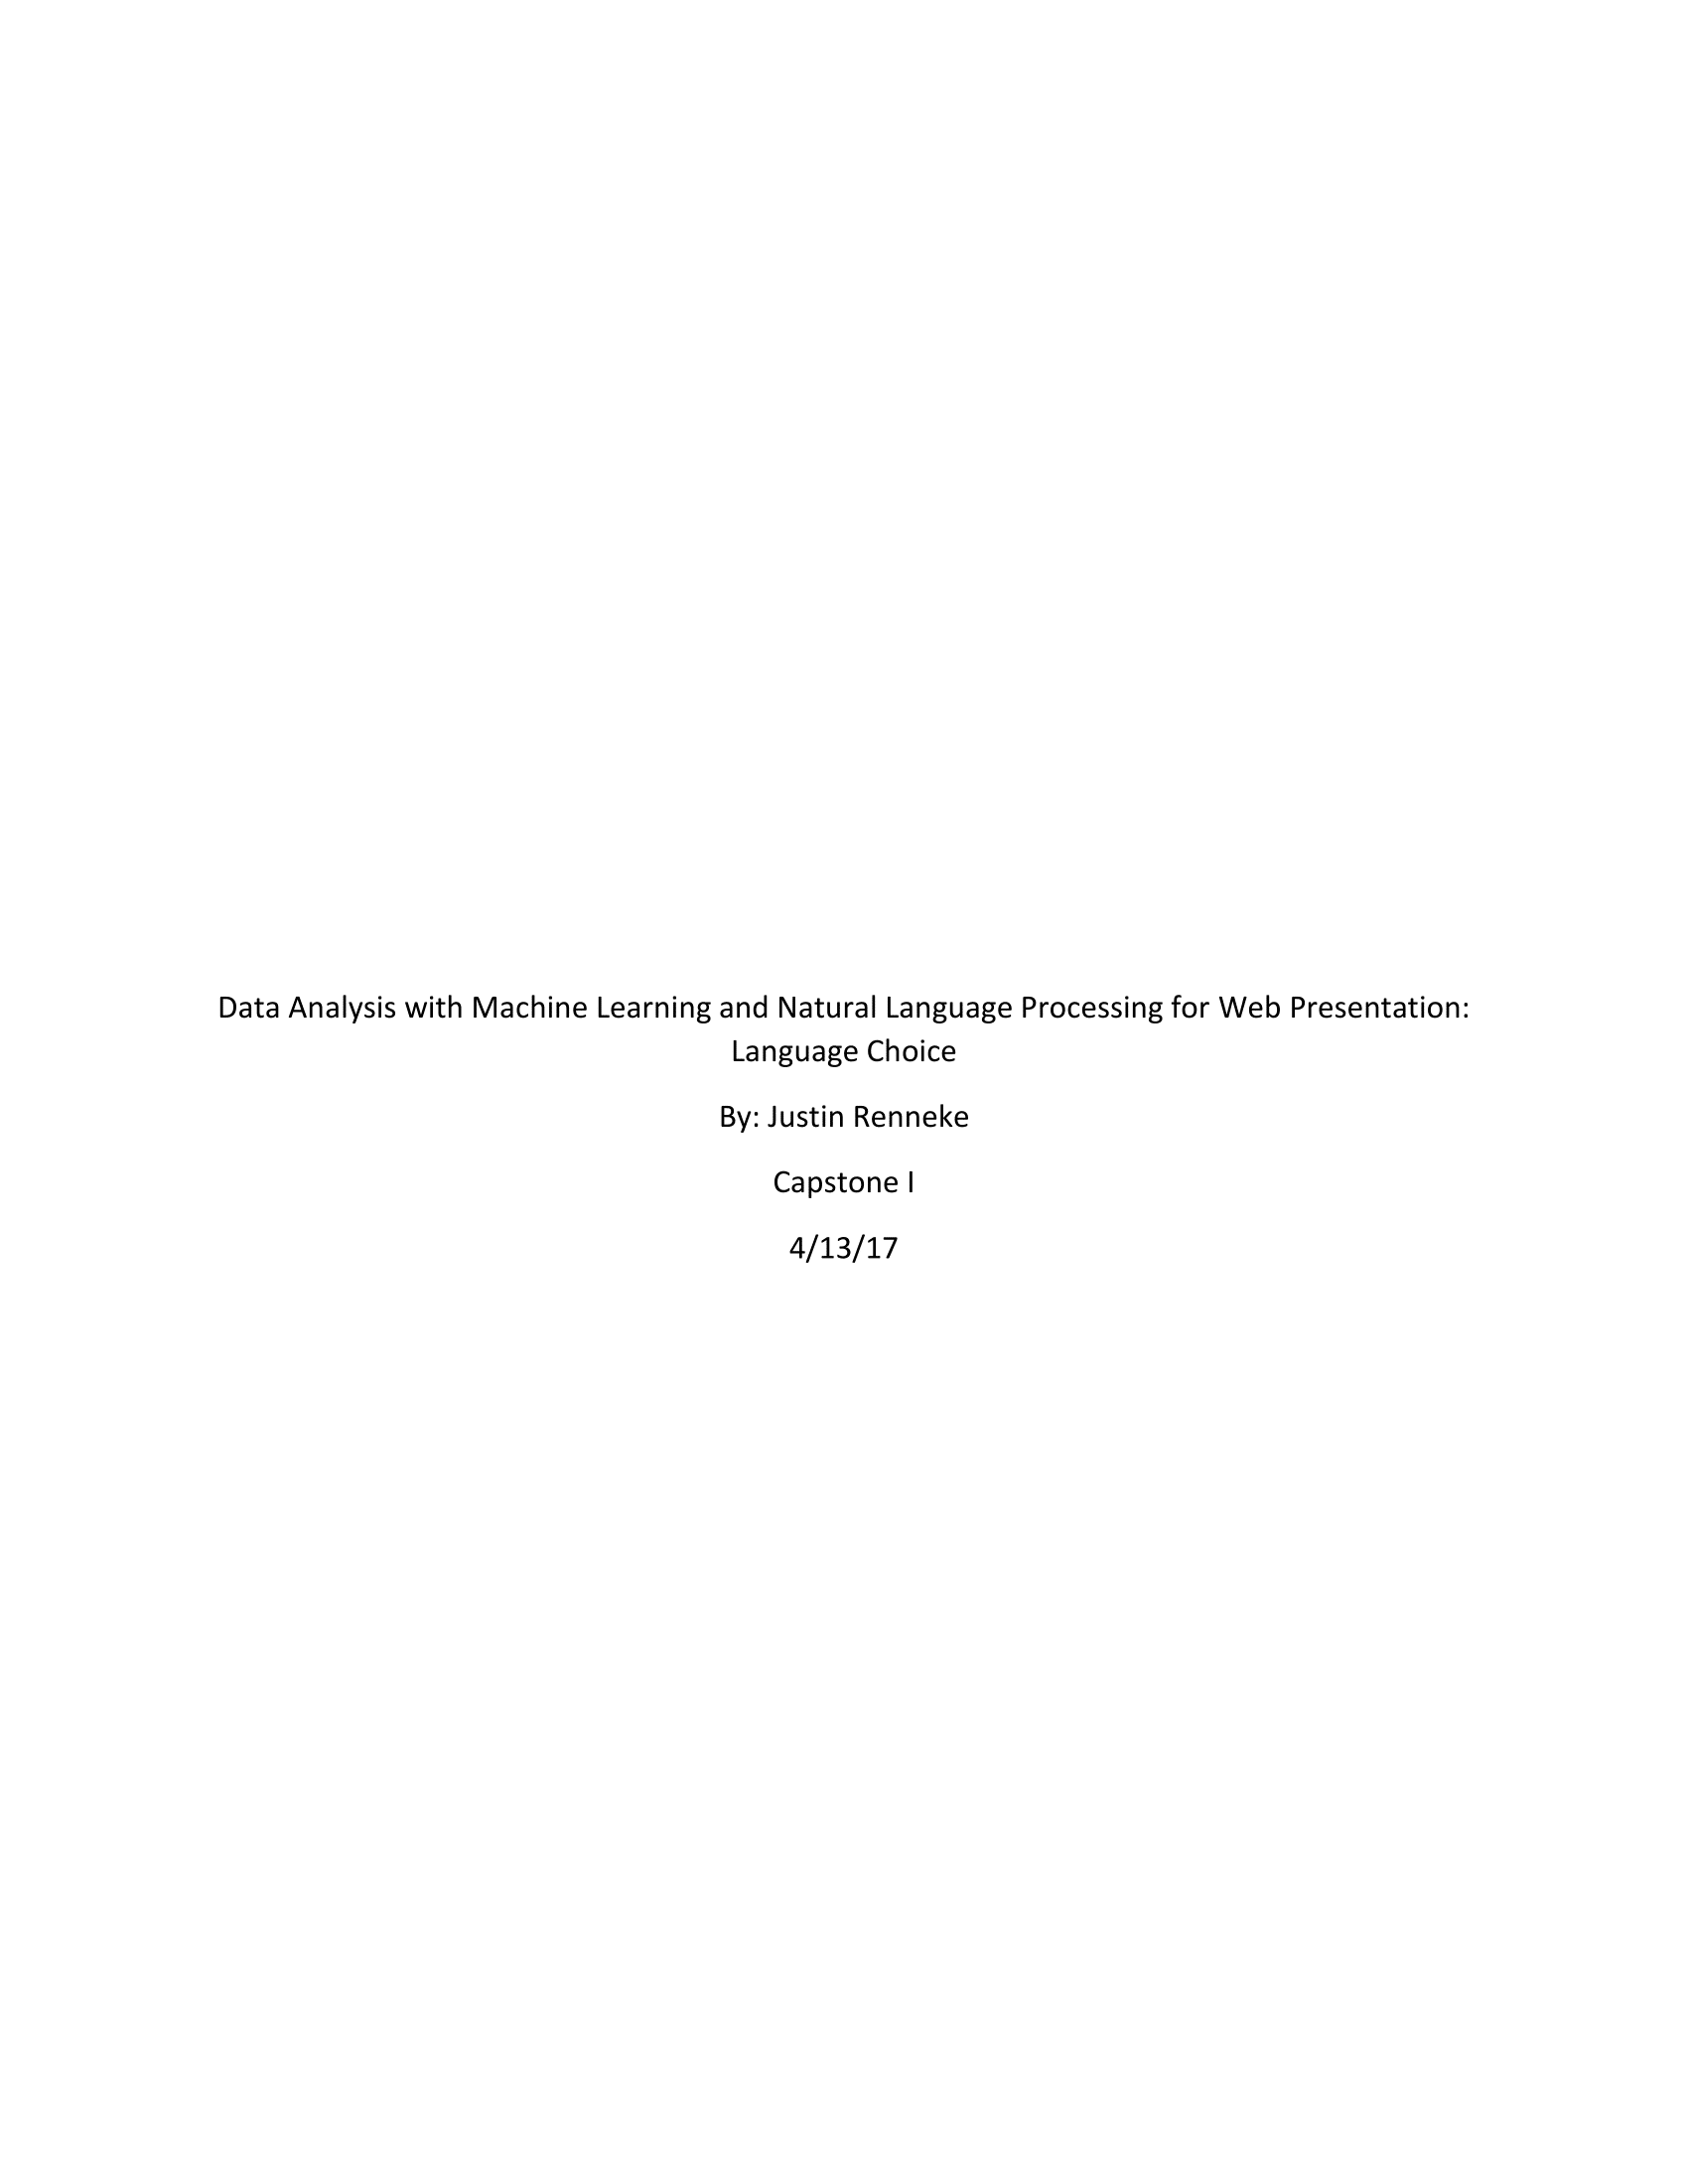 Data Analysis with Machine Learning and Natural Language Processing for Web Presentation:
Language Choice
By: Justin Renneke
Capstone I
4/13/17